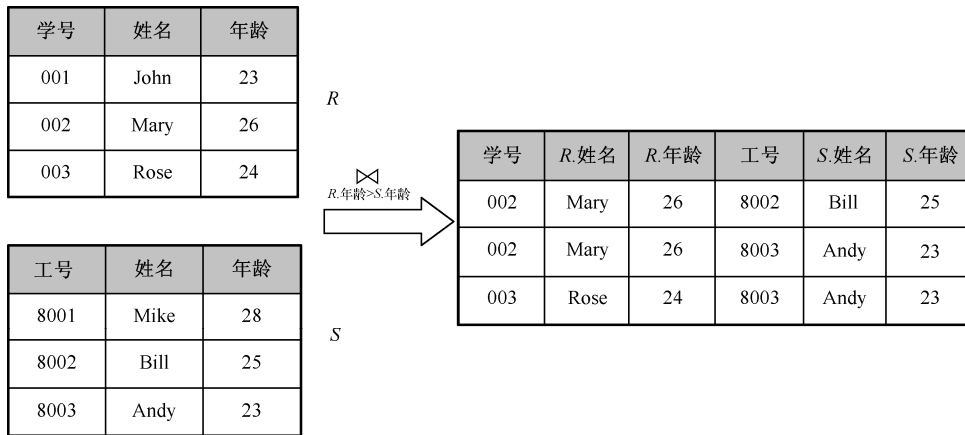 学号 姓名 年龄
001 John 23
002 Mary 26
003 Rose 24
R
工号 姓名 年龄
8001 Mike 28
8002 Bill 25
8003 Andy 23
S
⋈
R.年龄>S.年龄
学号 R.姓名 R.年龄 工号 S.姓名 S.年龄
002 Mary 26 8002 Bill 25
002 Mary 26 8003 Andy 23
003 Rose 24 8003 Andy 23